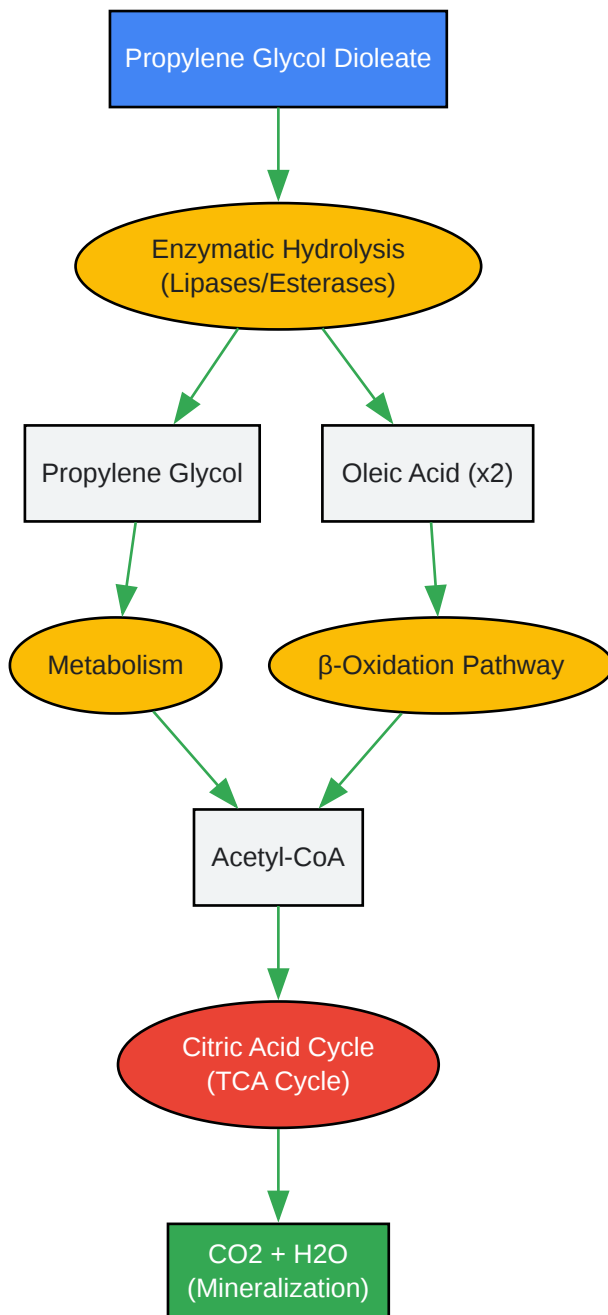 Propylene Glycol Dioleate
Enzymatic Hydrolysis
(Lipases/Esterases)
Propylene Glycol
Oleic Acid (x2)
Metabolism
β-Oxidation Pathway
Acetyl-CoA
Citric Acid Cycle
(TCA Cycle)
CO2 + H2O
(Mineralization)